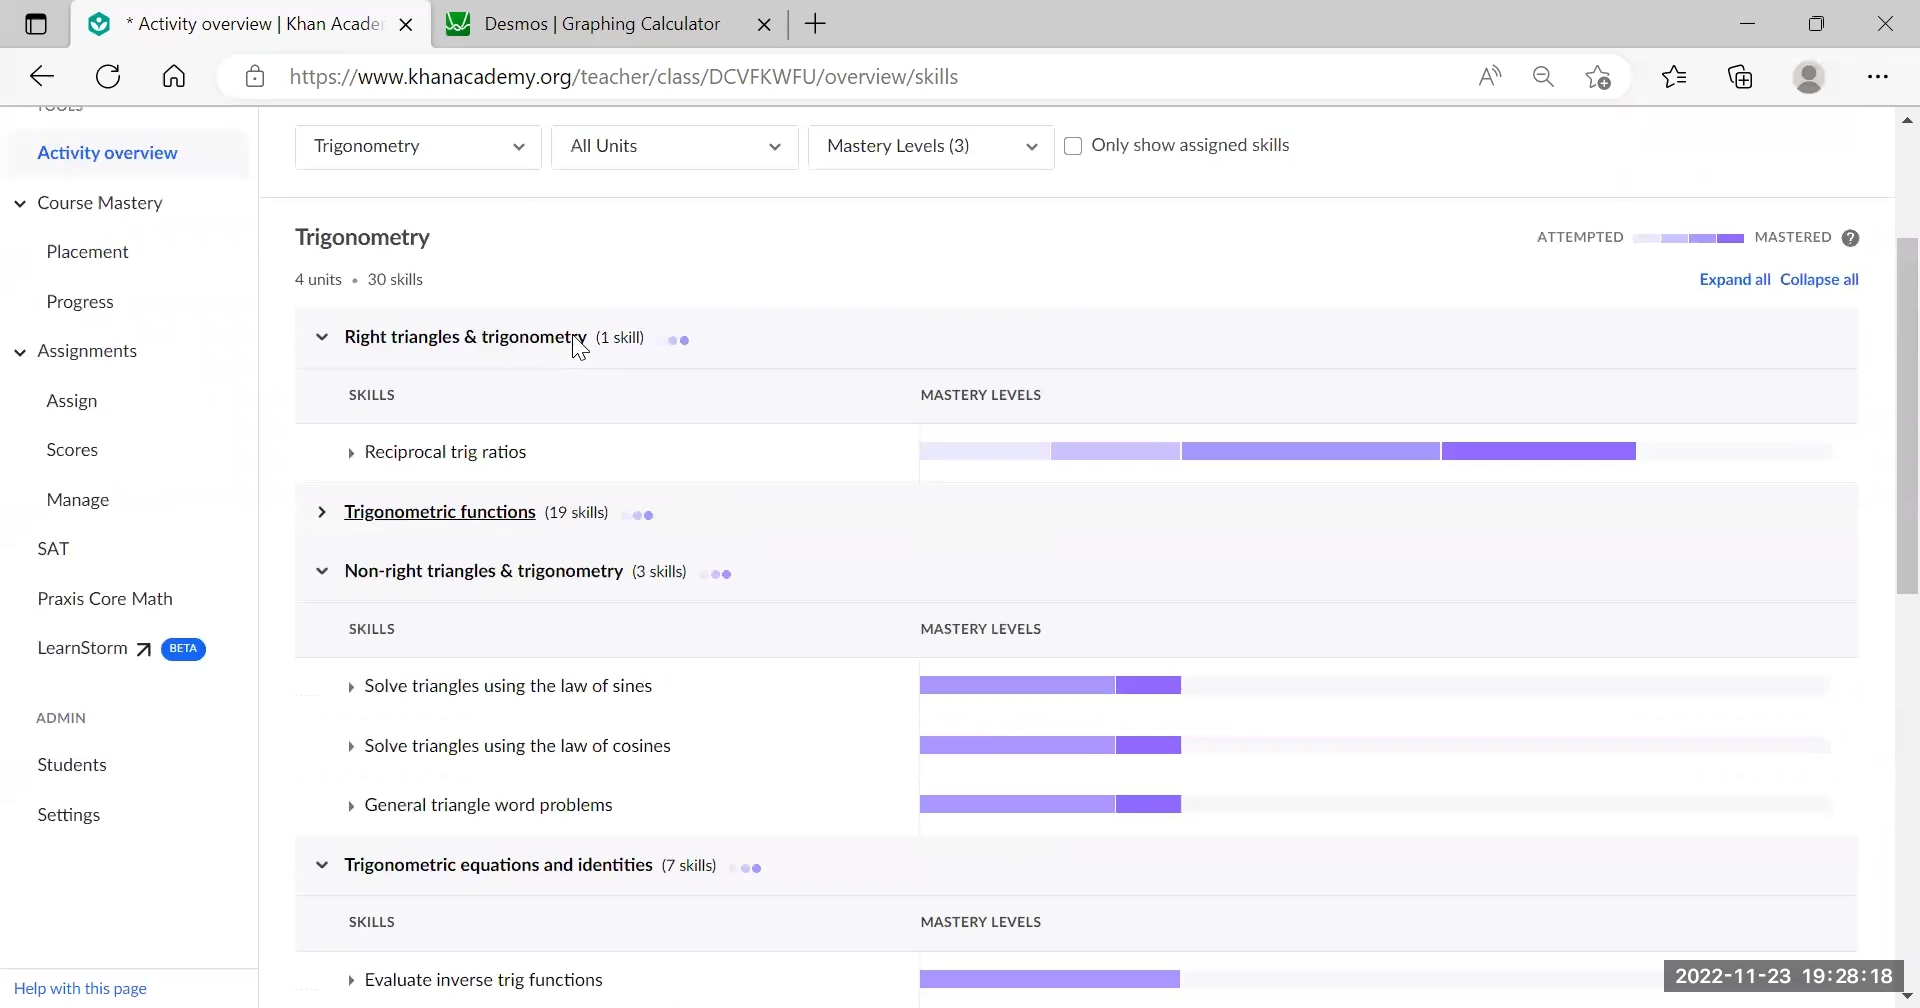 * Activity overview | Khan Acade
Desmos | Graphing Calculator
https://www.khanacademy.org/teacher/class/DCVFKWFU/overview/skills
TOOLS
Activity overview
Course Mastery
Placement
Progress
Assignments
Assign
Scores
Manage
SAT
Praxis Core Math
LearnStorm BETA
ADMIN
Students
Settings
Help with this page
Trigonometry
All Units
Mastery Levels (3)
Only show assigned skills
Trigonometry
ATTEMPTED MASTERED ?
4 units • 30 skills
Expand all Collapse all
Right triangles & trigonometry (1 skill)
SKILLS MASTERY LEVELS
Reciprocal trig ratios
Trigonometric functions (19 skills)
Non-right triangles & trigonometry (3 skills)
SKILLS MASTERY LEVELS
Solve triangles using the law of sines
Solve triangles using the law of cosines
General triangle word problems
Trigonometric equations and identities (7 skills)
SKILLS MASTERY LEVELS
Evaluate inverse trig functions
2022-11-23 19:28:18